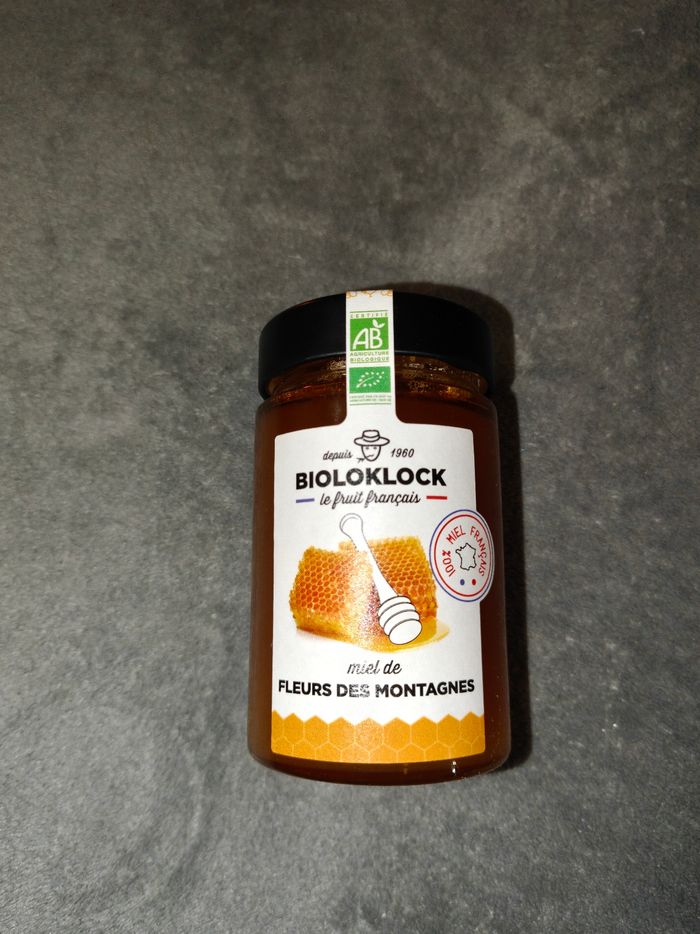 CERTIFIÉ
AB
AGRICULTURE
BIOLOGIQUE
depuis 1960
BIOLOKLOCK
le fruit français
100% MIEL FRANÇAIS
miel de
FLEURS DES MONTAGNES